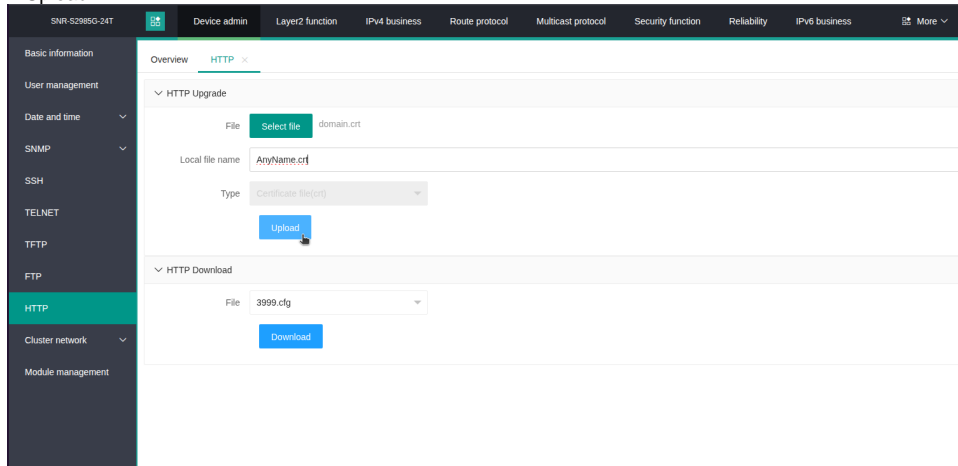 SNR-S2985G-24T
Device admin Layer2 function IPv4 business Route protocol Multicast protocol Security function Reliability IPv6 business More
Basic information
User management
Date and time
SNMP
SSH
TELNET
TFTP
FTP
HTTP
Cluster network
Module management
Overview HTTP ×
HTTP Upgrade
File Select file domain.crt
Local file name AnyName.crt
Type Certificate file(crt)
Upload
HTTP Download
File 3999.cfg
Download